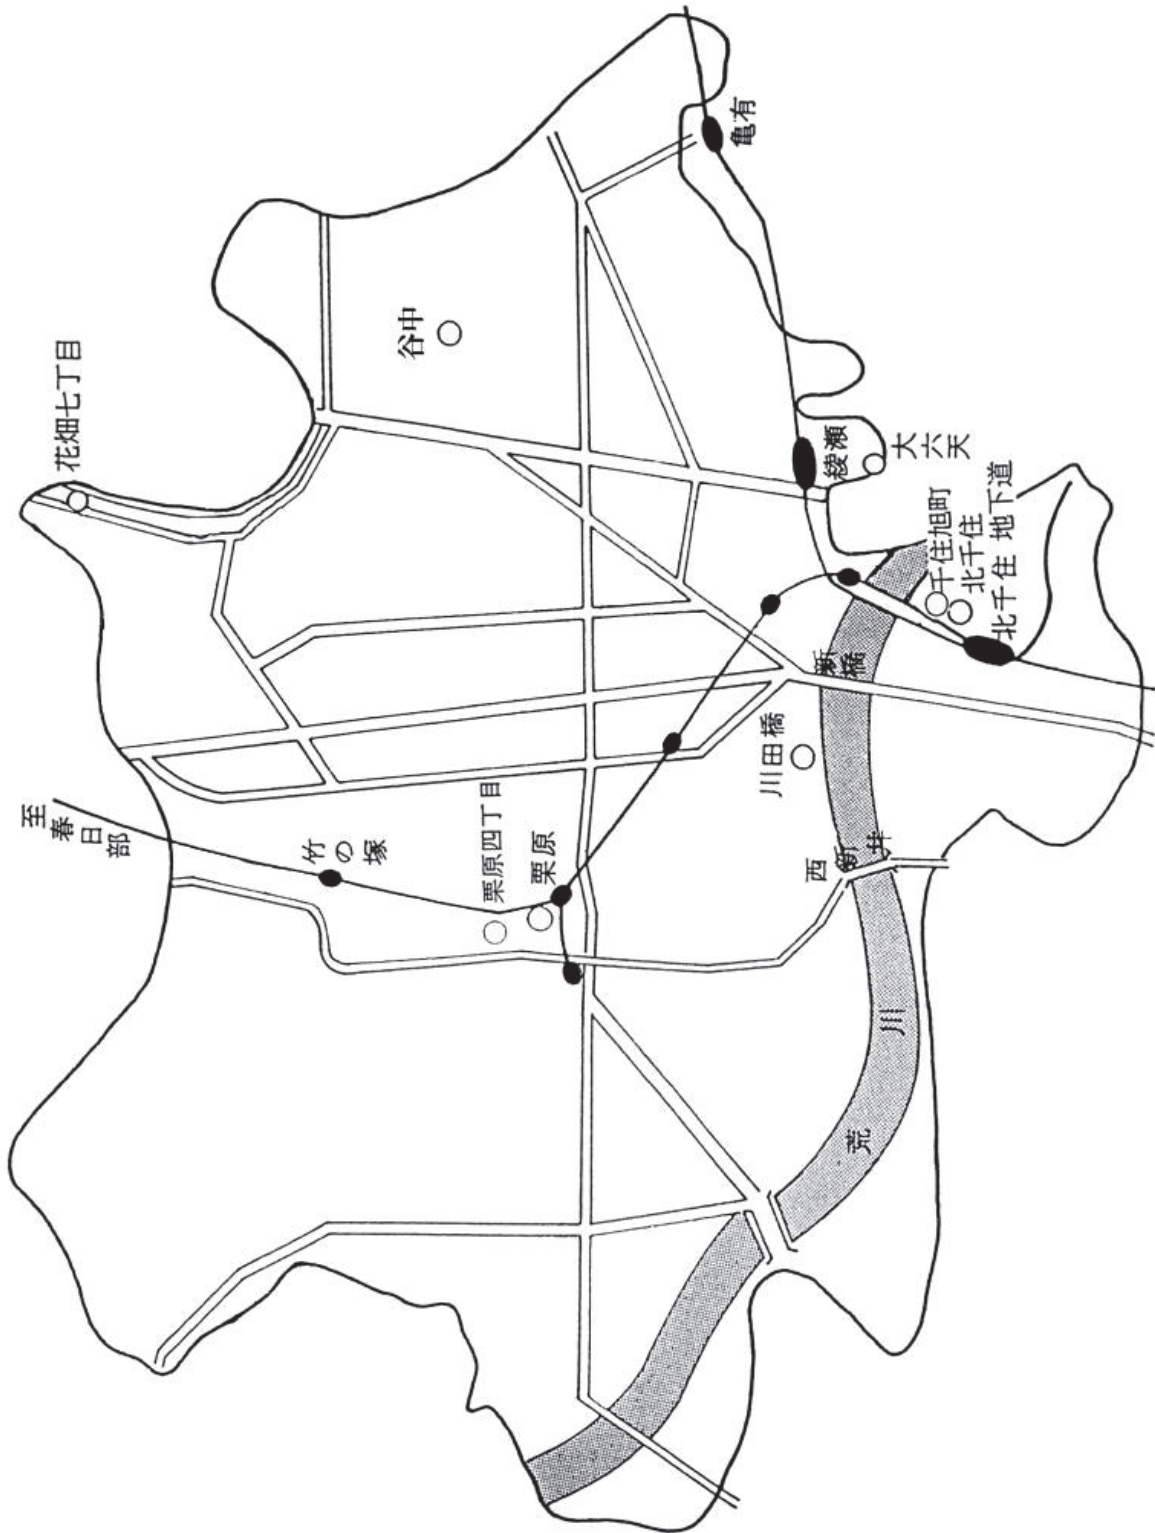 花畑七丁目
谷中
亀有
綾瀬
大六天
千住旭町
北千住
北千住 地下道
新橋
川田橋
西新井
至春日部
竹の塚
栗原四丁目
栗原
荒川